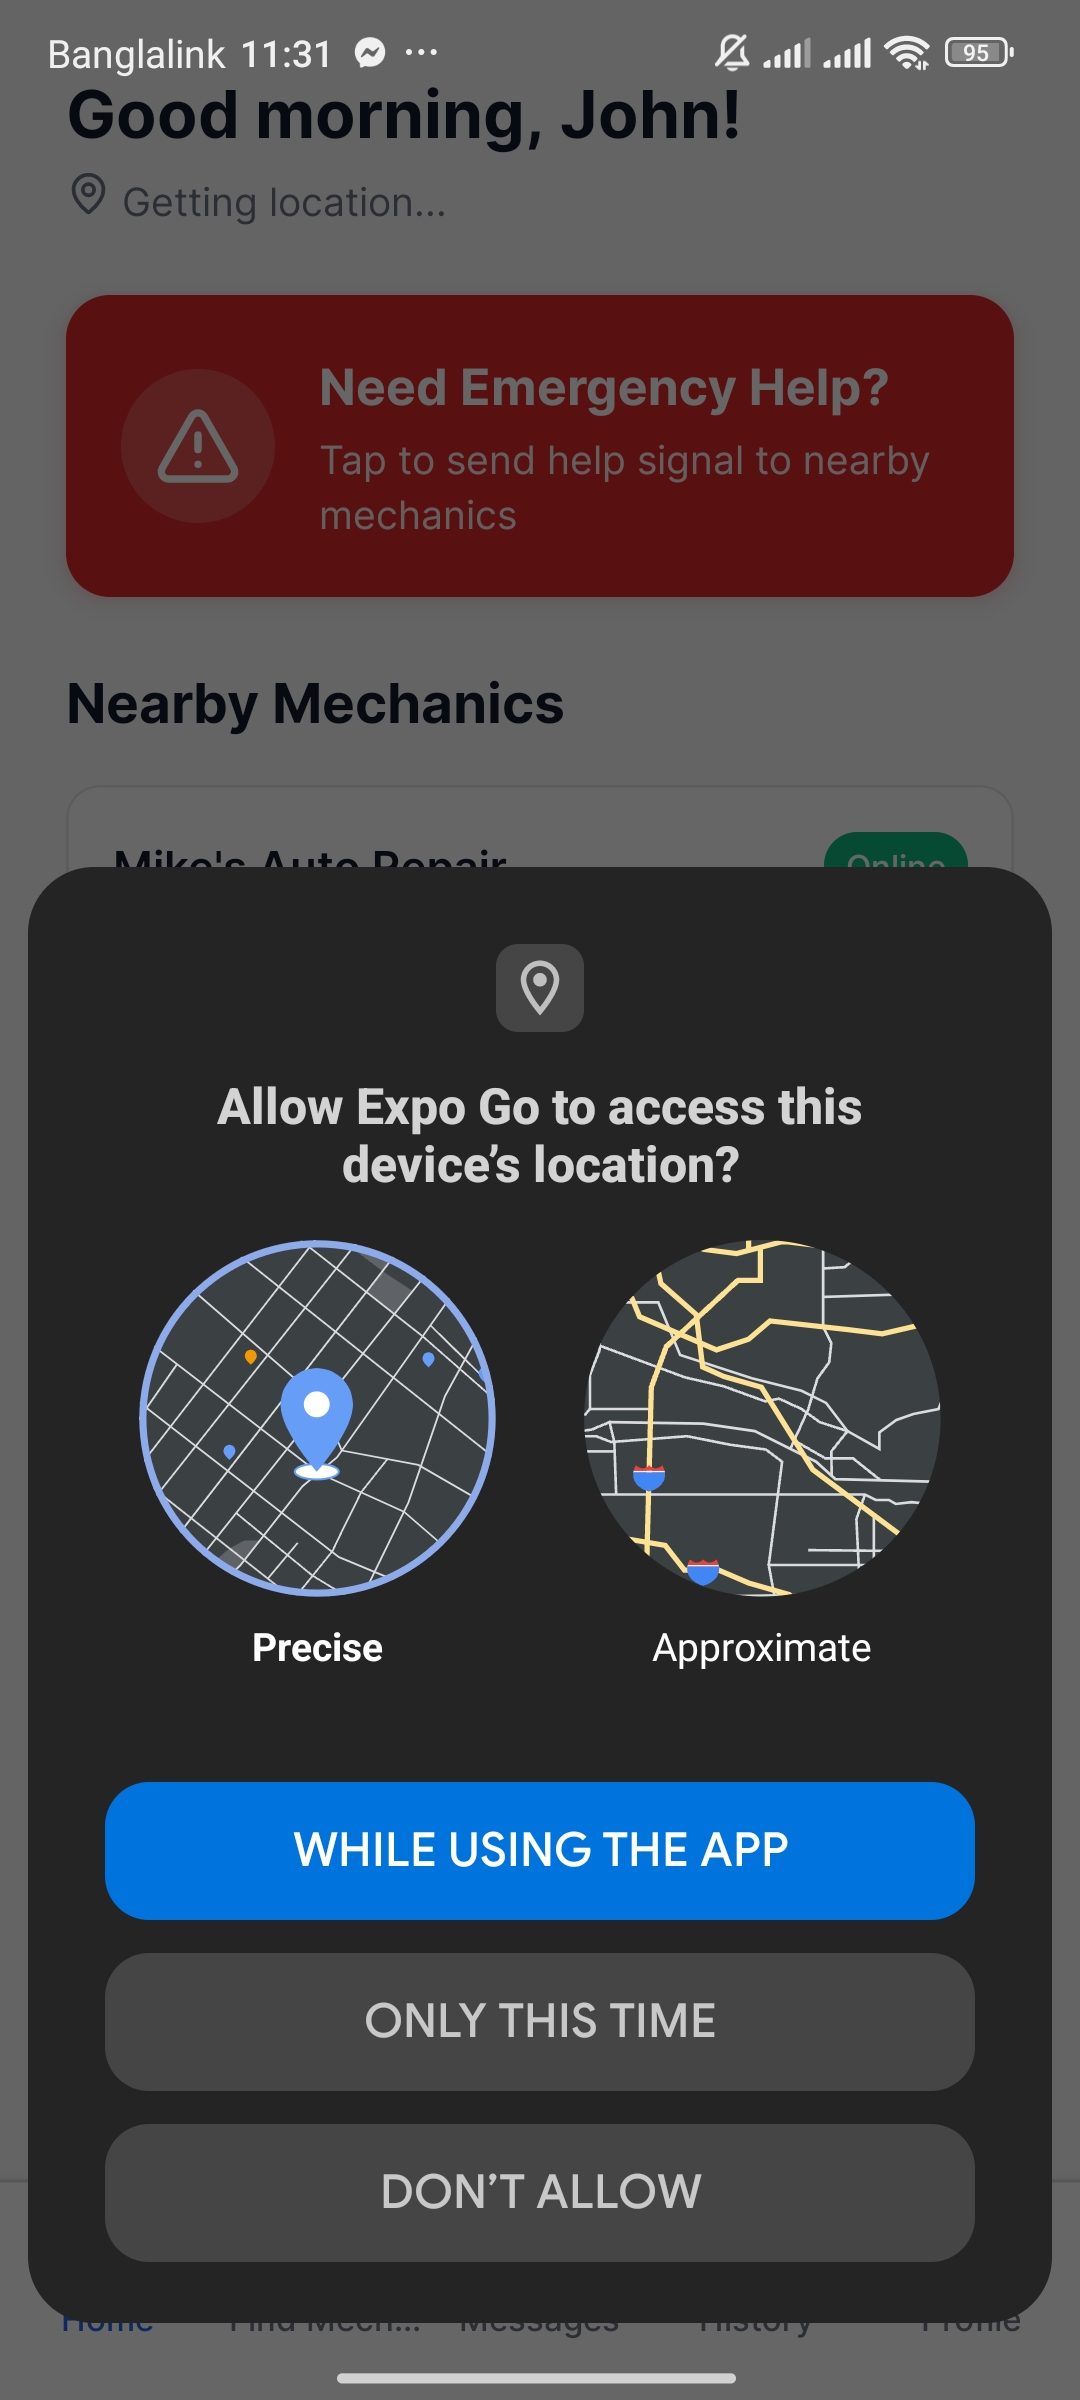 Banglalink 11:31 ... 95
Good morning, John!
Getting location...
Need Emergency Help?
Tap to send help signal to nearby
mechanics
Nearby Mechanics
Mike's Auto Repair Online
Allow Expo Go to access this
device’s location?
Precise Approximate
WHILE USING THE APP
ONLY THIS TIME
DON’T ALLOW
Home Find Mech... Messages History Profile